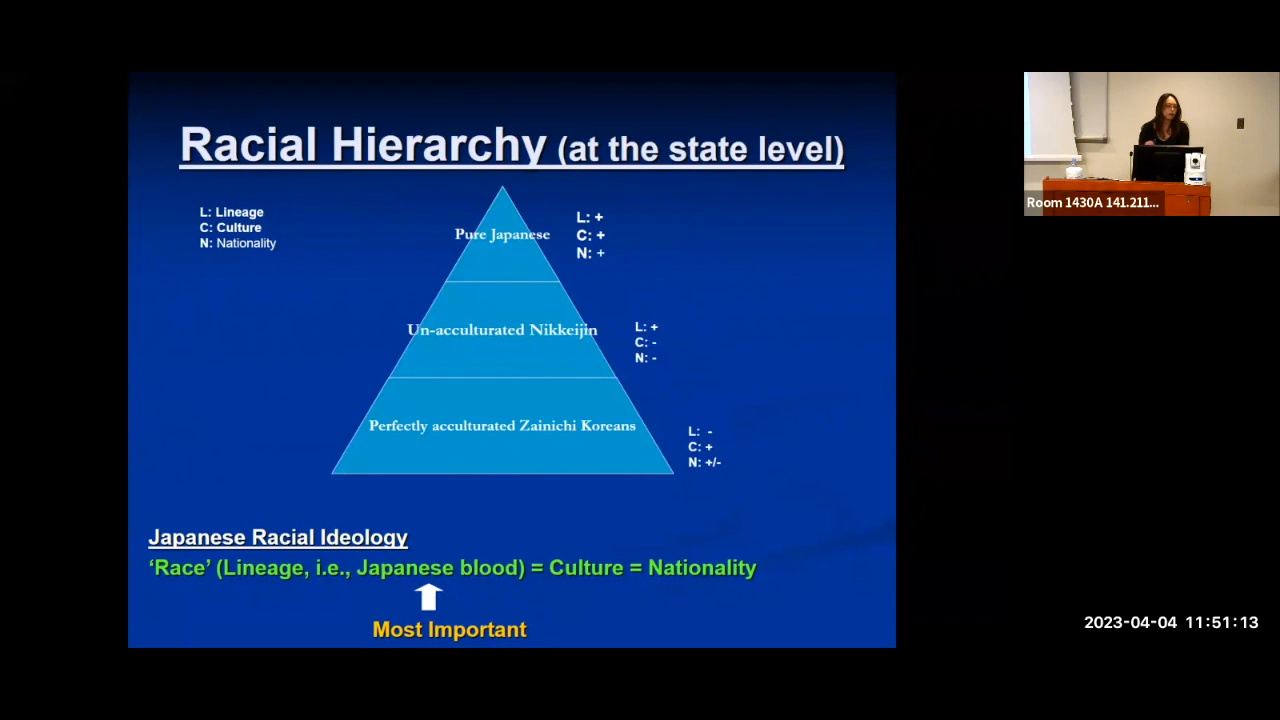 Racial Hierarchy (at the state level)
L: Lineage
C: Culture
N: Nationality
Pure Japanese
L: +
C: +
N: +
Un-acculturated Nikkeijin
L: +
C: -
N: -
Perfectly acculturated Zainichi Koreans
L: -
C: +
N: +/-
Japanese Racial Ideology
‘Race’ (Lineage, i.e., Japanese blood) = Culture = Nationality
Most Important
Room 1430A 141.211...
2023-04-04 11:51:13